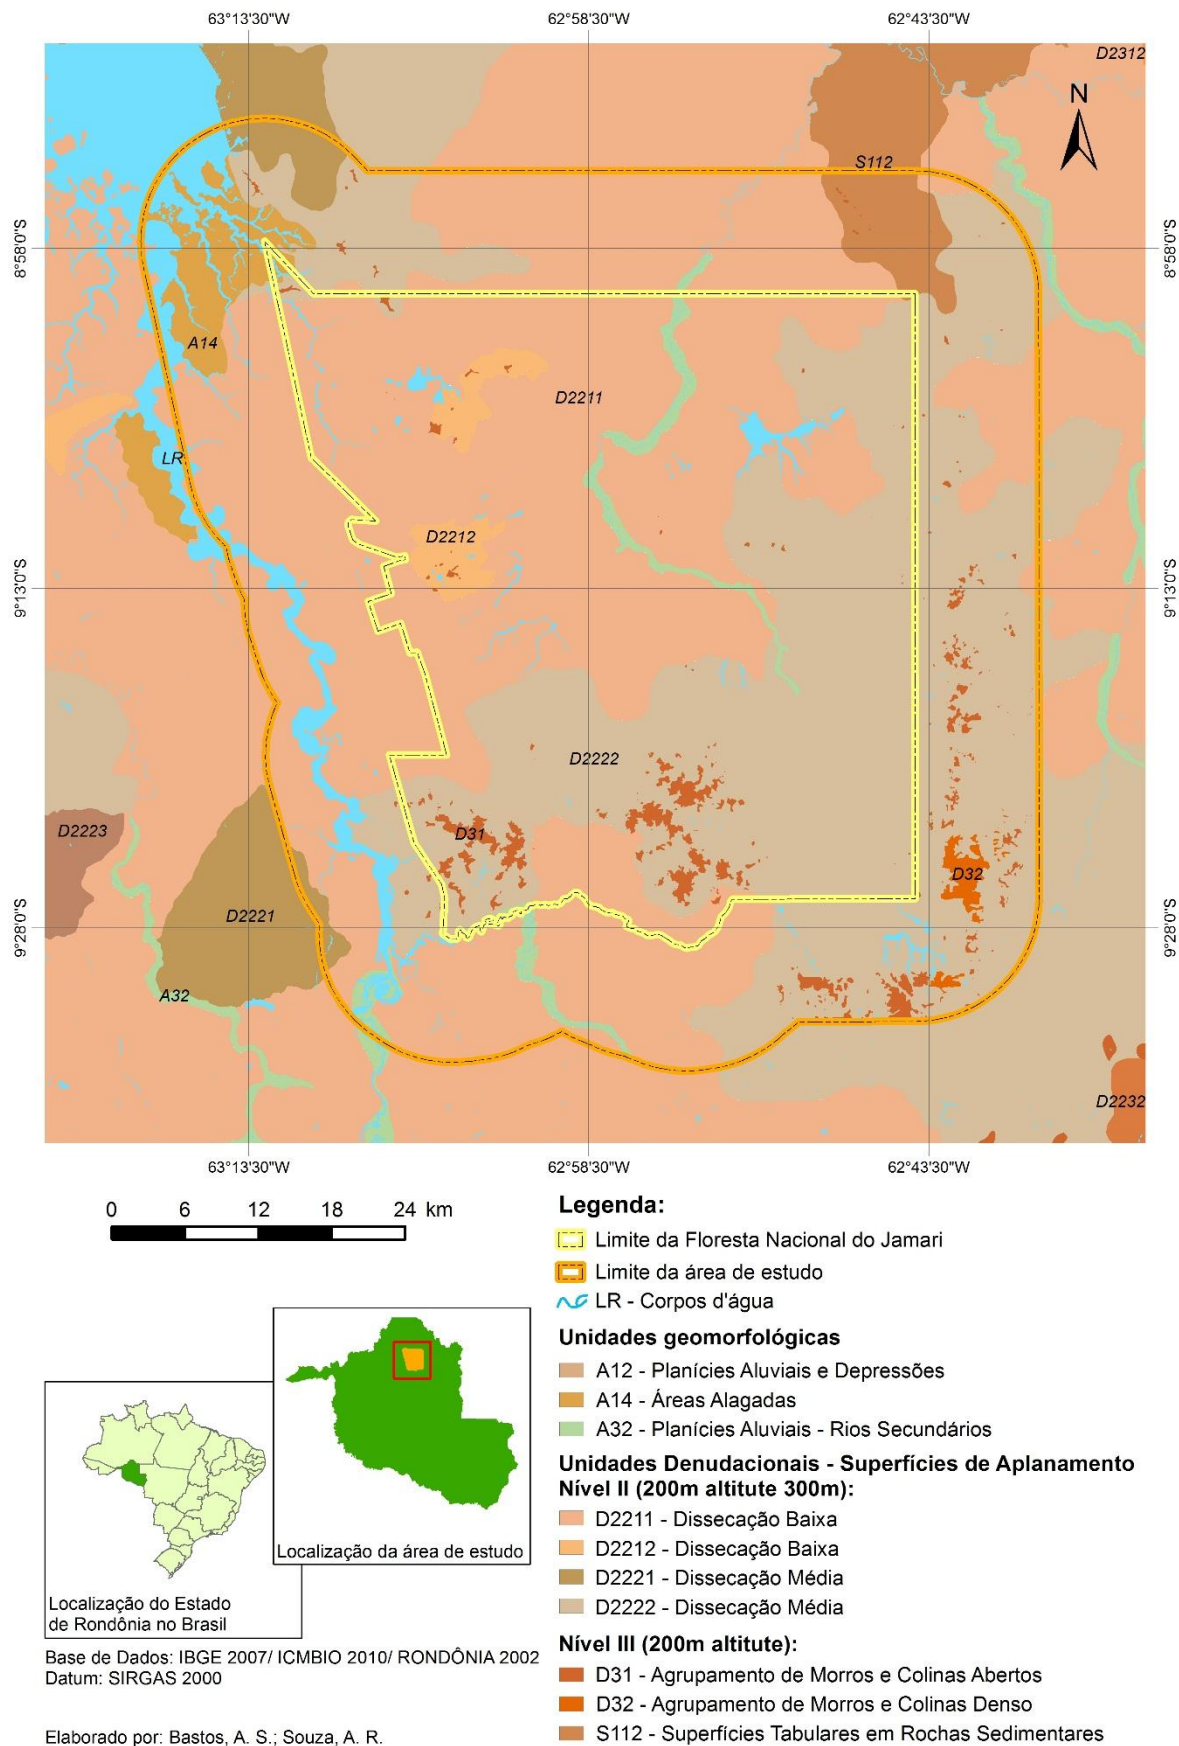 63°13'30"W
62°58'30"W
62°43'30"W
D2312
N
S112
8°58'0"S
8°58'0"S
A14
D2211
LR
D2212
9°13'0"S
9°13'0"S
D2222
D2223
D31
D32
D2221
9°28'0"S
9°28'0"S
A32
D2232
63°13'30"W
62°58'30"W
62°43'30"W
0 6 12 18 24 km
Legenda:
Limite da Floresta Nacional do Jamari
Limite da área de estudo
LR - Corpos d'água
Unidades geomorfológicas
A12 - Planícies Aluviais e Depressões
A14 - Áreas Alagadas
A32 - Planícies Aluviais - Rios Secundários
Unidades Denudacionais - Superfícies de Aplanamento
Nível II (200m altitute 300m):
D2211 - Dissecação Baixa
D2212 - Dissecação Baixa
D2221 - Dissecação Média
D2222 - Dissecação Média
Nível III (200m altitute):
D31 - Agrupamento de Morros e Colinas Abertos
D32 - Agrupamento de Morros e Colinas Denso
S112 - Superfícies Tabulares em Rochas Sedimentares
Localização da área de estudo
Localização do Estado
de Rondônia no Brasil
Base de Dados: IBGE 2007/ ICMBIO 2010/ RONDÔNIA 2002
Datum: SIRGAS 2000
Elaborado por: Bastos, A. S.; Souza, A. R.